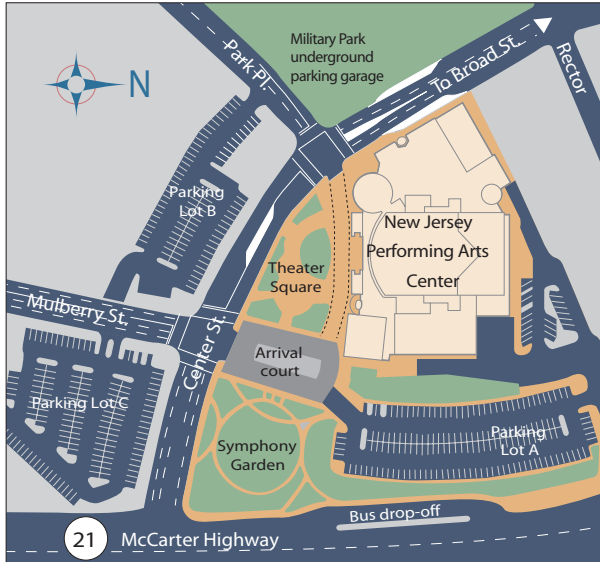 Military Park
underground
parking garage
Park Pl.
To Broad St.
Rector
N
Parking
Lot B
New Jersey
Performing Arts
Center
Theater
Square
Mulberry St.
Center St.
Arrival
court
Parking Lot C
Parking
Lot A
Symphony
Garden
Bus drop-off
21 McCarter Highway